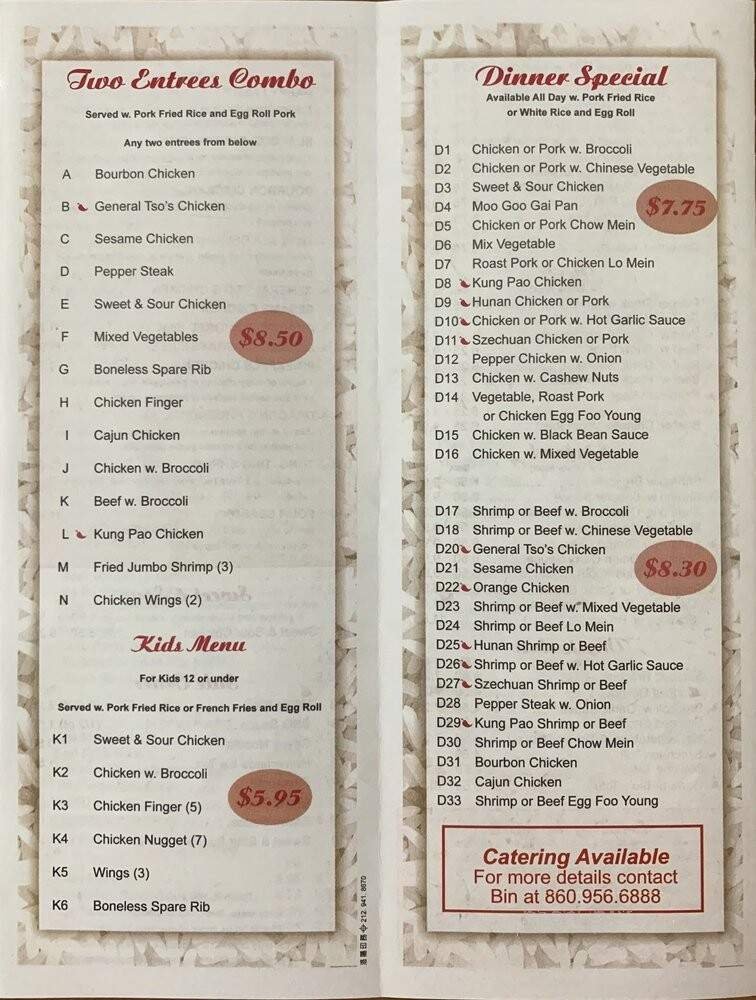 Two Entrees Combo
Served w. Pork Fried Rice and Egg Roll Pork
Any two entrees from below
A Bourbon Chicken
B General Tso's Chicken
C Sesame Chicken
D Pepper Steak
E Sweet & Sour Chicken
F Mixed Vegetables
$8.50
G Boneless Spare Rib
H Chicken Finger
I Cajun Chicken
J Chicken w. Broccoli
K Beef w. Broccoli
L Kung Pao Chicken
M Fried Jumbo Shrimp (3)
N Chicken Wings (2)
Kids Menu
For Kids 12 or under
Served w. Pork Fried Rice or French Fries and Egg Roll
K1 Sweet & Sour Chicken
K2 Chicken w. Broccoli
K3 Chicken Finger (5)
$5.95
K4 Chicken Nugget (7)
K5 Wings (3)
K6 Boneless Spare Rib
212. 941. 8670
Dinner Special
Available All Day w. Pork Fried Rice
or White Rice and Egg Roll
D1 Chicken or Pork w. Broccoli
D2 Chicken or Pork w. Chinese Vegetable
D3 Sweet & Sour Chicken
D4 Moo Goo Gai Pan
$7.75
D5 Chicken or Pork Chow Mein
D6 Mix Vegetable
D7 Roast Pork or Chicken Lo Mein
D8 Kung Pao Chicken
D9 Hunan Chicken or Pork
D10 Chicken or Pork w. Hot Garlic Sauce
D11 Szechuan Chicken or Pork
D12 Pepper Chicken w. Onion
D13 Chicken w. Cashew Nuts
D14 Vegetable, Roast Pork
or Chicken Egg Foo Young
D15 Chicken w. Black Bean Sauce
D16 Chicken w. Mixed Vegetable
D17 Shrimp or Beef w. Broccoli
D18 Shrimp or Beef w. Chinese Vegetable
D20 General Tso's Chicken
D21 Sesame Chicken
$8.30
D22 Orange Chicken
D23 Shrimp or Beef w. Mixed Vegetable
D24 Shrimp or Beef Lo Mein
D25 Hunan Shrimp or Beef
D26 Shrimp or Beef w. Hot Garlic Sauce
D27 Szechuan Shrimp or Beef
D28 Pepper Steak w. Onion
D29 Kung Pao Shrimp or Beef
D30 Shrimp or Beef Chow Mein
D31 Bourbon Chicken
D32 Cajun Chicken
D33 Shrimp or Beef Egg Foo Young
Catering Available
For more details contact
Bin at 860.956.6888